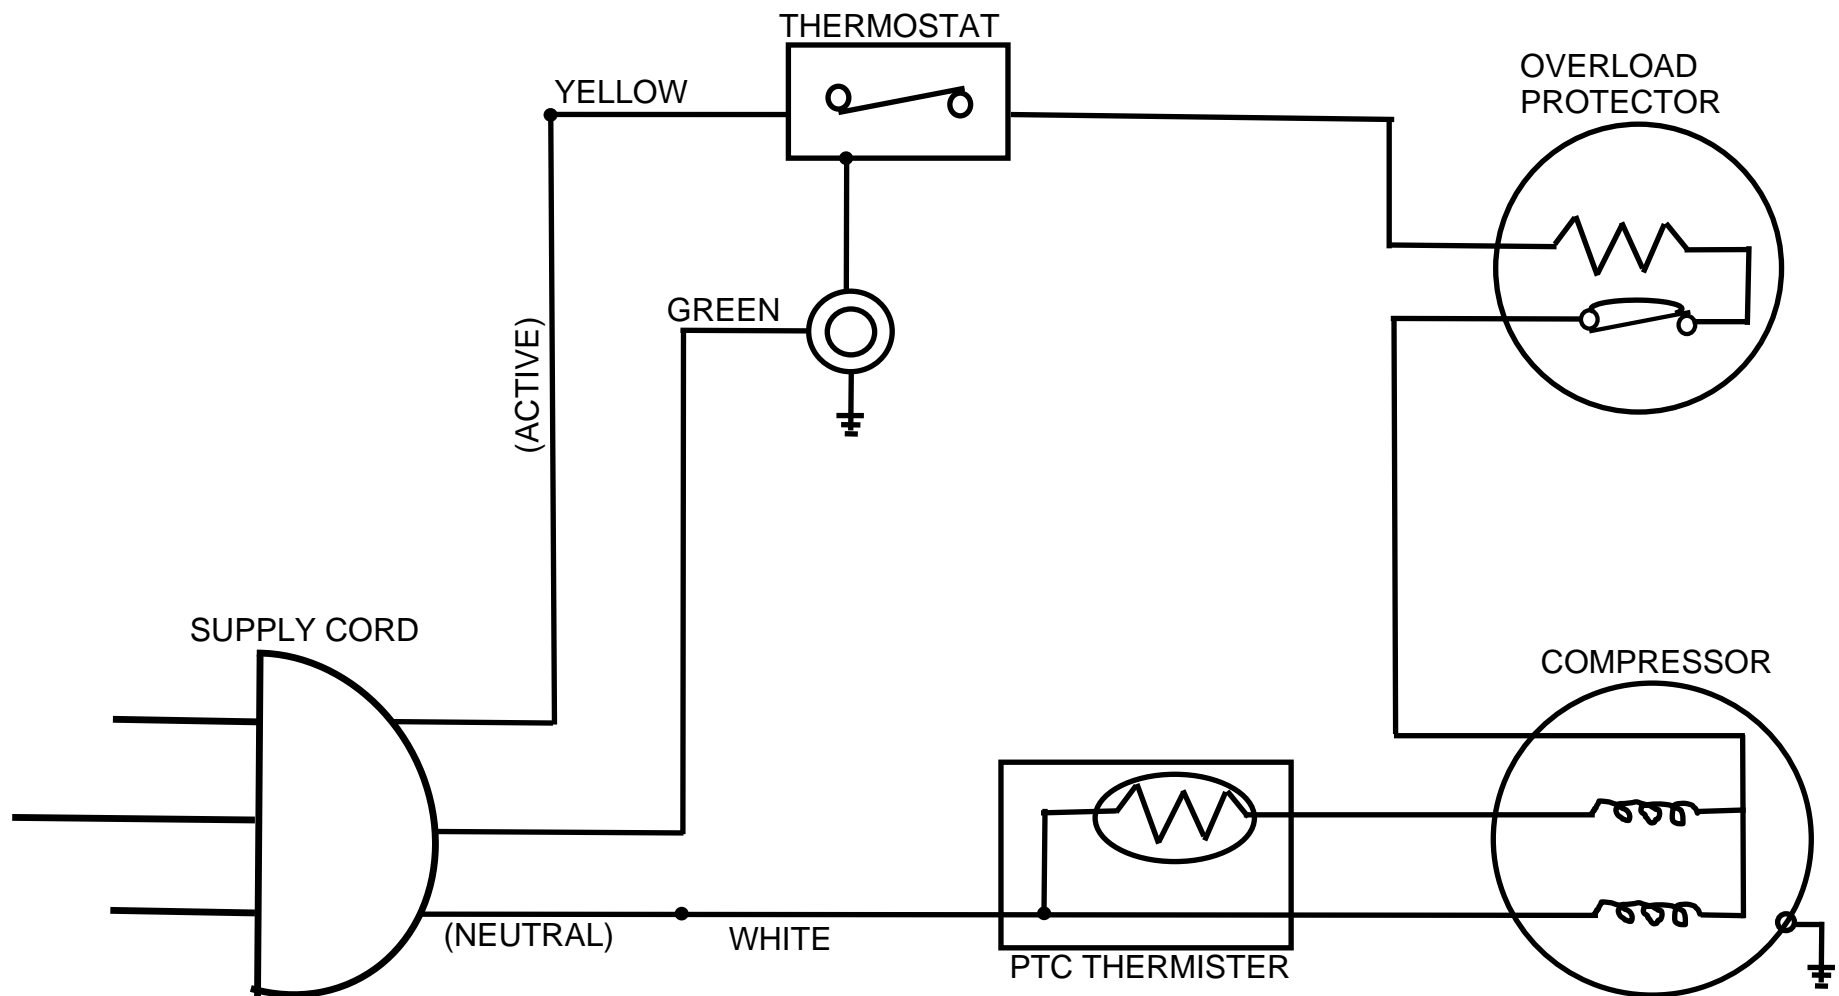 THERMOSTAT
YELLOW
OVERLOAD
PROTECTOR
GREEN
(ACTIVE)
SUPPLY CORD
COMPRESSOR
(NEUTRAL)
WHITE
PTC THERMISTER